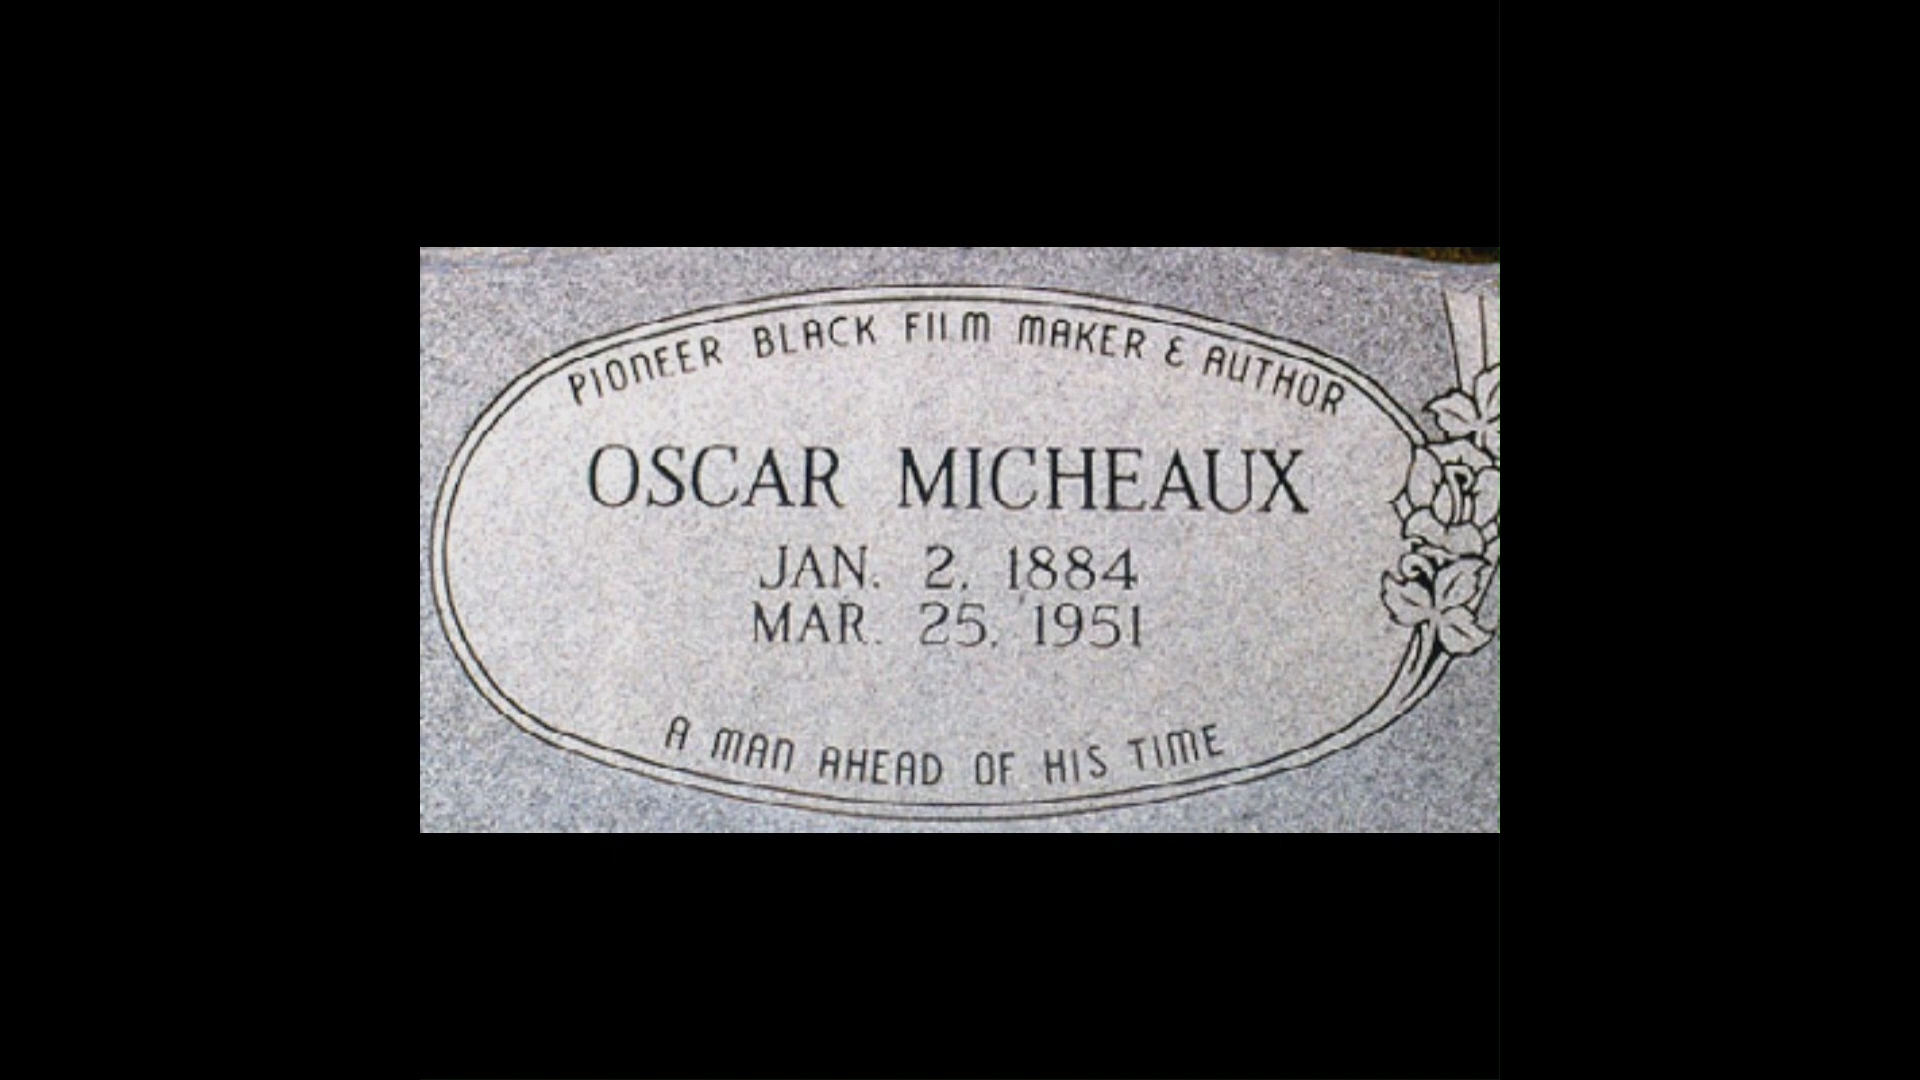 PIONEER BLACK FILM MAKER & AUTHOR
OSCAR MICHEAUX
JAN. 2, 1884
MAR. 25, 1951
A MAN AHEAD OF HIS TIME